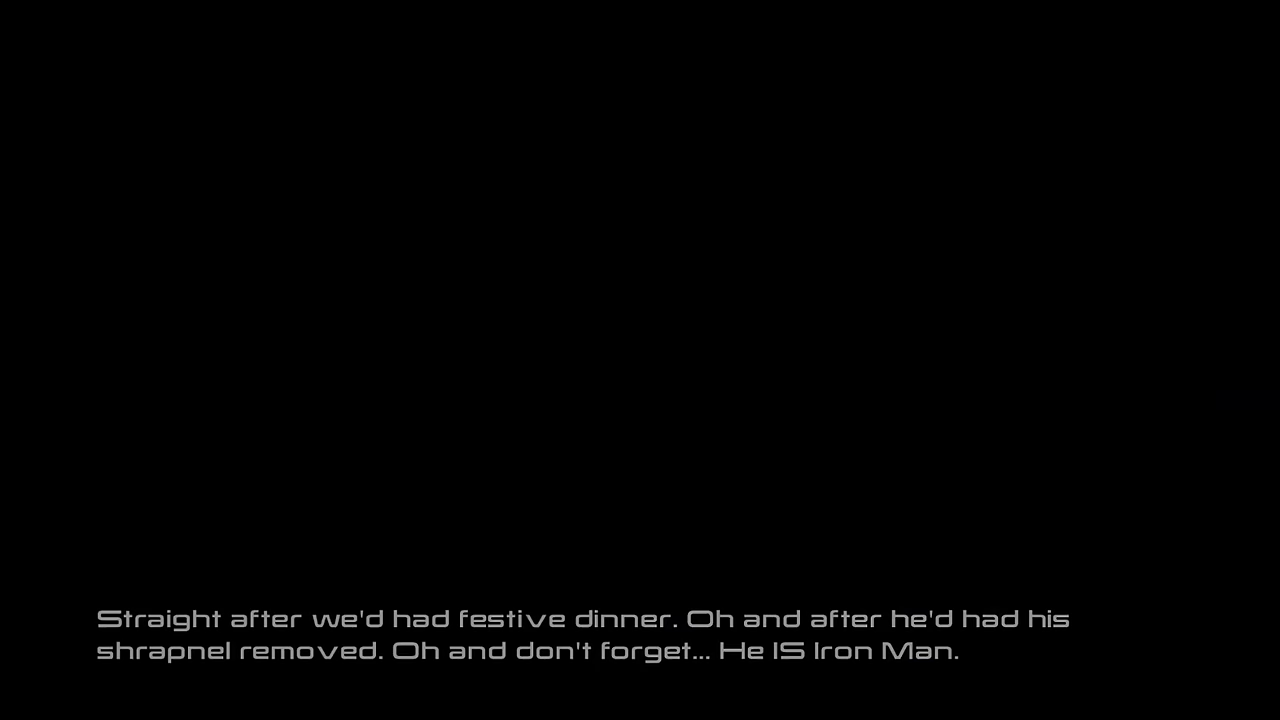 Straight after we'd had festive dinner. Oh and after he'd had his
shrapnel removed. Oh and don't forget... He IS Iron Man.